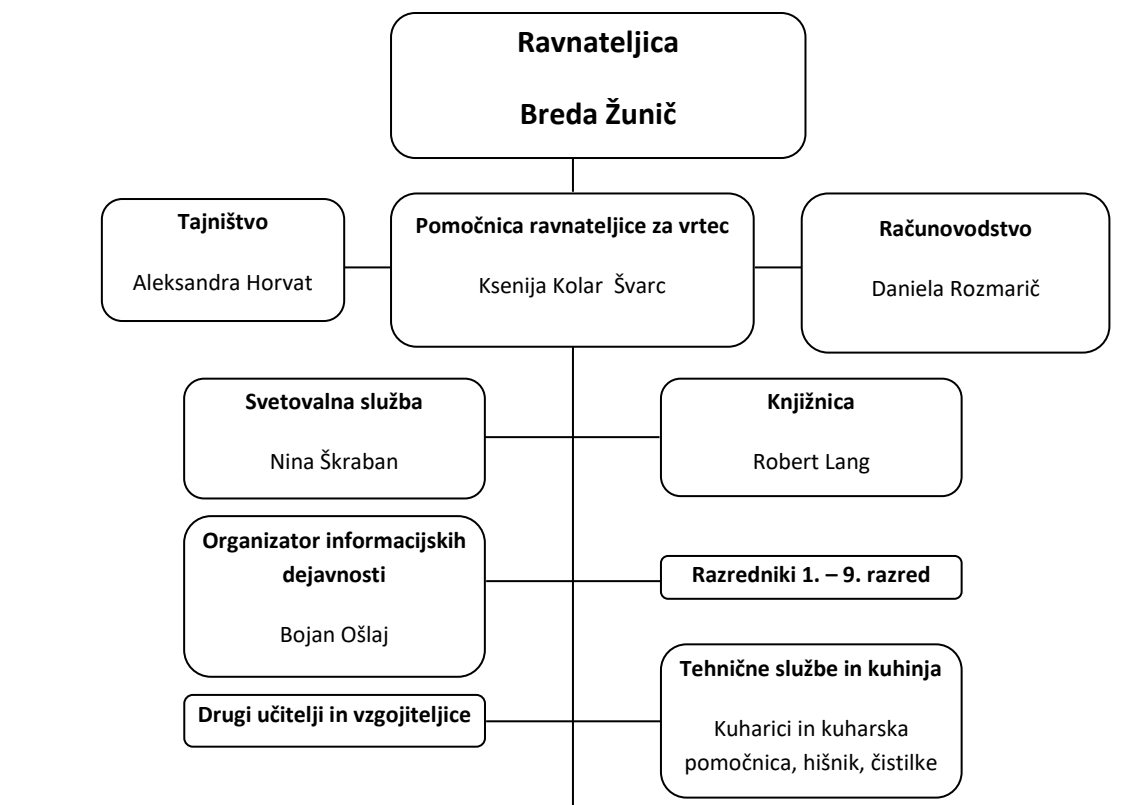 Ravnateljica
Breda Žunič
Tajništvo
Aleksandra Horvat
Pomočnica ravnateljice za vrtec
Ksenija Kolar Švarc
Računovodstvo
Daniela Rozmarič
Svetovalna služba
Nina Škraban
Knjižnica
Robert Lang
Organizator informacijskih
dejavnosti
Bojan Ošlaj
Razredniki 1. – 9. razred
Drugi učitelji in vzgojiteljice
Tehnične službe in kuhinja
Kuharici in kuharska
pomočnica, hišnik, čistilke